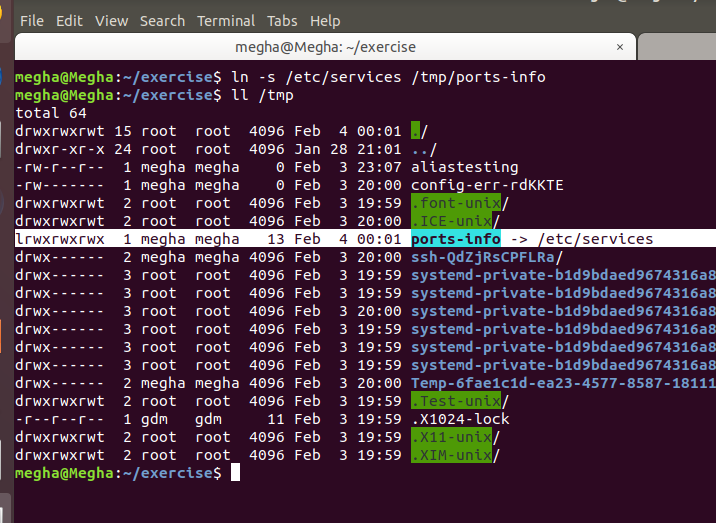 megha@Megha
File Edit View Search Terminal Tabs Help
megha@Megha: ~/exercise ×
megha@Megha:~/exercise$ ln -s /etc/services /tmp/ports-info
megha@Megha:~/exercise$ ll /tmp
total 64
drwxrwxrwt 15 root root 4096 Feb 4 00:01 ./
drwxr-xr-x 24 root root 4096 Jan 28 21:01 ../
-rw-r--r-- 1 megha megha 0 Feb 3 23:07 aliastesting
-rw------- 1 megha megha 0 Feb 3 20:00 config-err-rdKKTE
drwxrwxrwt 2 root root 4096 Feb 3 19:59 .font-unix/
drwxrwxrwt 2 root root 4096 Feb 3 20:00 .ICE-unix/
lrwxrwxrwx 1 megha megha 13 Feb 4 00:01 ports-info -> /etc/services
drwx------ 2 megha megha 4096 Feb 3 20:00 ssh-QdZjRsCPFLRa/
drwx------ 3 root root 4096 Feb 3 19:59 systemd-private-b1d9bdaed9674316a8
drwx------ 3 root root 4096 Feb 3 19:59 systemd-private-b1d9bdaed9674316a8
drwx------ 3 root root 4096 Feb 3 20:00 systemd-private-b1d9bdaed9674316a8
drwx------ 3 root root 4096 Feb 3 19:59 systemd-private-b1d9bdaed9674316a8
drwx------ 3 root root 4096 Feb 3 19:59 systemd-private-b1d9bdaed9674316a8
drwx------ 3 root root 4096 Feb 3 19:59 systemd-private-b1d9bdaed9674316a8
drwx------ 2 megha megha 4096 Feb 3 20:00 Temp-6fae1c1d-ea23-4577-8587-18111
drwxrwxrwt 2 root root 4096 Feb 3 19:59 .Test-unix/
-r--r--r-- 1 gdm gdm 11 Feb 3 19:59 .X1024-lock
drwxrwxrwt 2 root root 4096 Feb 3 19:59 .X11-unix/
drwxrwxrwt 2 root root 4096 Feb 3 19:59 .XIM-unix/
megha@Megha:~/exercise$